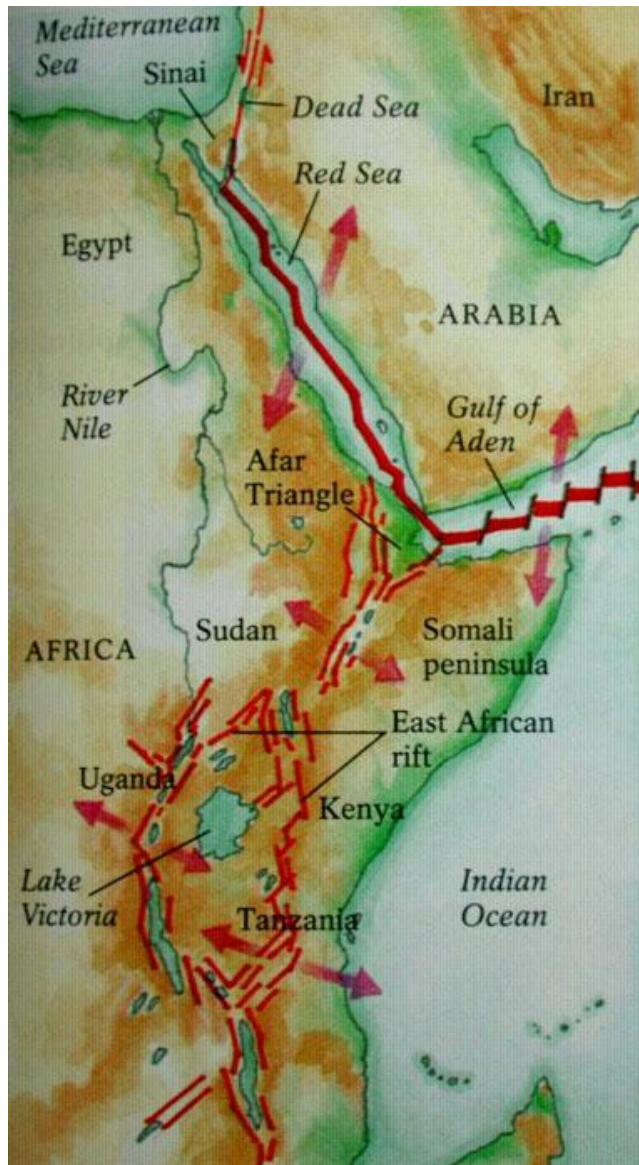 Mediterranean
Sea
Sinai
Iran
Dead Sea
Red Sea
Egypt
ARABIA
River
Nile
Gulf of
Aden
Afar
Triangle
Sudan
Somali
peninsula
AFRICA
East African
rift
Uganda
Kenya
Lake
Victoria
Indian
Ocean
Tanzania